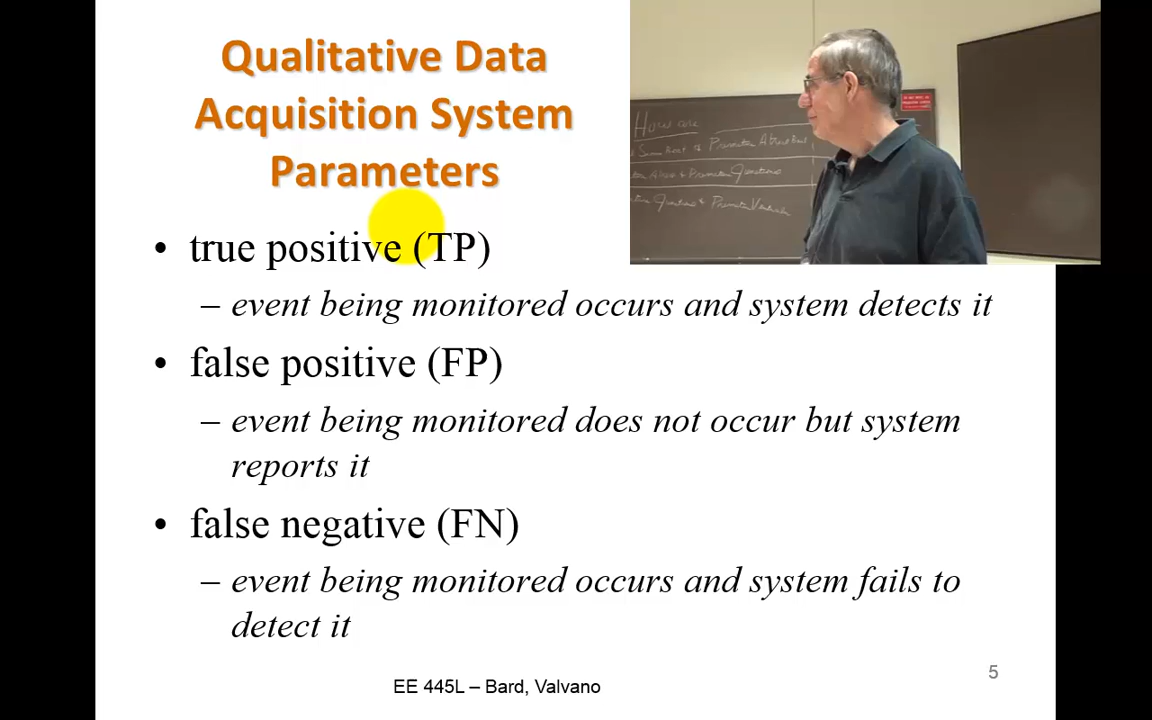 Qualitative Data
Acquisition System
Parameters
• true positive (TP)
– event being monitored occurs and system detects it
• false positive (FP)
– event being monitored does not occur but system
reports it
• false negative (FN)
– event being monitored occurs and system fails to
detect it
EE 445L – Bard, Valvano
5